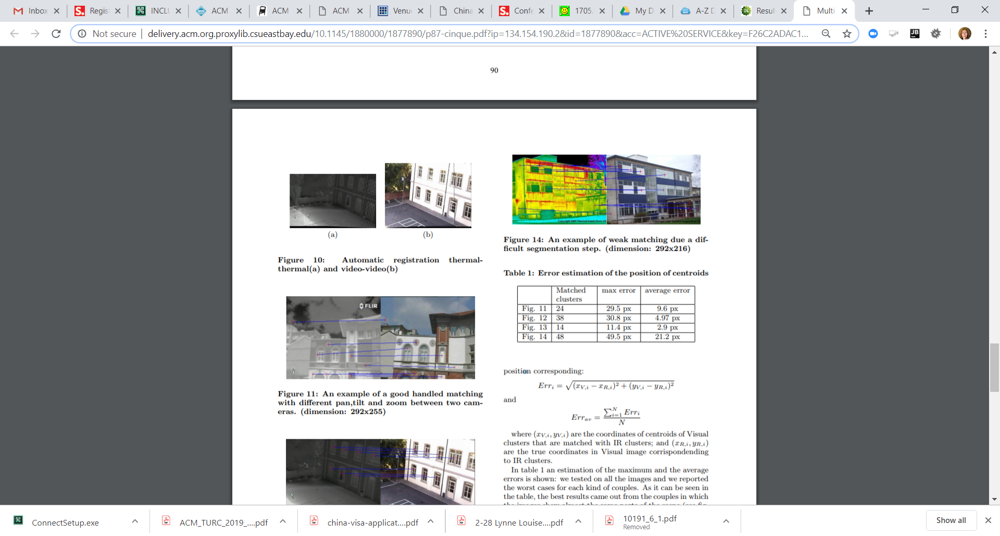 Inbox
Regis
INCLU
ACM
ACM
ACM
Venu
China
Confe
1705.
My D
A-Z D
Resul
Multi
Not secure | delivery.acm.org.proxylib.csueastbay.edu/10.1145/1880000/1877890/p87-cinque.pdf?ip=134.154.190.2&id=1877890&acc=ACTIVE%20SERVICE&key=F26C2ADAC1...
90
(a)
(b)
Figure 10: Automatic registration thermal-
thermal(a) and video-video(b)
FLIR
Figure 11: An example of a good handled matching
with different pan,tilt and zoom between two cam-
eras. (dimension: 292x255)
Figure 14: An example of weak matching due a dif-
ficult segmentation step. (dimension: 292x216)
Table 1: Error estimation of the position of centroids
Matched clusters max error average error
Fig. 11 24 29.5 px 9.6 px
Fig. 12 38 30.8 px 4.97 px
Fig. 13 14 11.4 px 2.9 px
Fig. 14 48 49.5 px 21.2 px
position corresponding:
Err_i = √(x_{V,i} − x_{R,i})² + (y_{V,i} − y_{R,i})²
and
Err_{av} = ∑_{i=1}^{N} Err_i / N
where (x_{V,i}, y_{V,i}) are the coordinates of centroids of Visual
clusters that are matched with IR clusters; and (x_{R,i}, y_{R,i})
are the true coordinates in Visual image corrispondending
to IR clusters.
In table 1 an estimation of the maximum and the average
errors is shown: we tested on all the images and we reported
the worst cases for each kind of couples. As it can be seen in
the table, the best results came out from the couples in which
ConnectSetup.exe
ACM_TURC_2019_....pdf
china-visa-applicat....pdf
2-28 Lynne Louise....pdf
10191_6_1.pdf
Removed
Show all